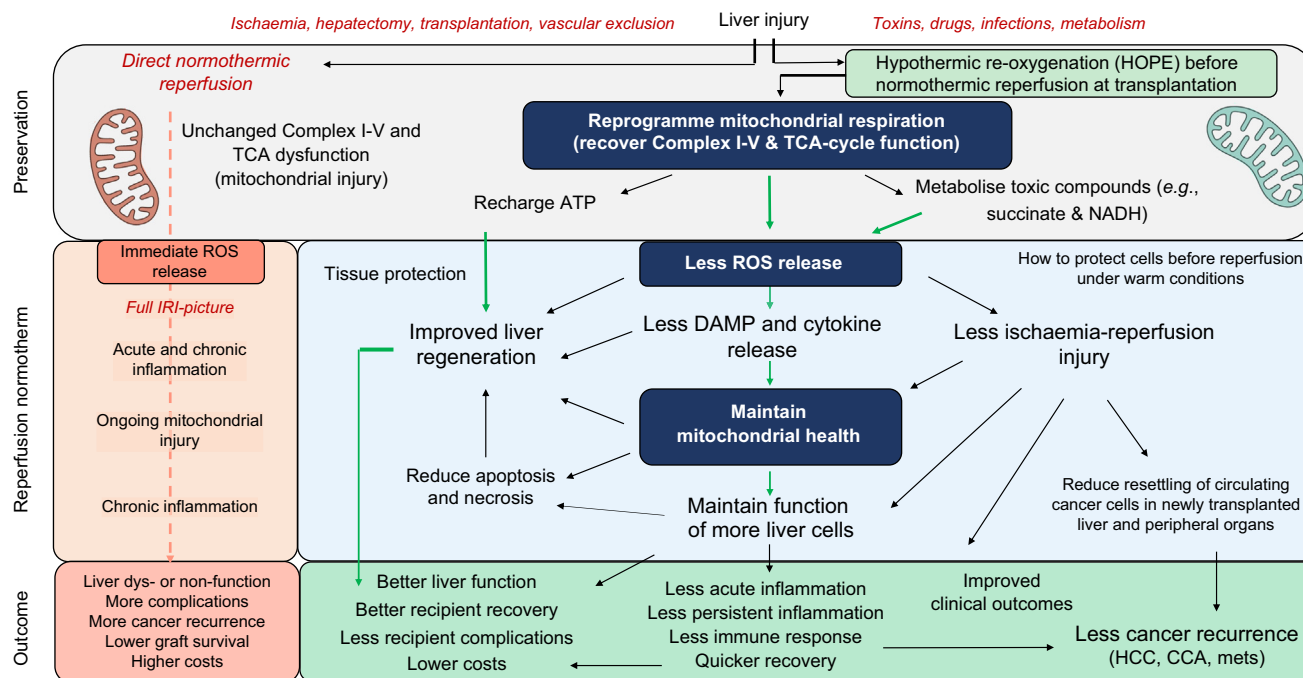 Ischaemia, hepatectomy, transplantation, vascular exclusion
Liver injury
Toxins, drugs, infections, metabolism
Preservation
Direct normothermic
reperfusion
Hypothermic re-oxygenation (HOPE) before
normothermic reperfusion at transplantation
Unchanged Complex I-V and
TCA dysfunction
(mitochondrial injury)
Reprogramme mitochondrial respiration
(recover Complex I-V & TCA-cycle function)
Recharge ATP
Metabolise toxic compounds (e.g.,
succinate & NADH)
Reperfusion normotherm
Immediate ROS
release
Full IRI-picture
Acute and chronic
inflammation
Ongoing mitochondrial
injury
Chronic inflammation
Tissue protection
Less ROS release
How to protect cells before reperfusion
under warm conditions
Improved liver
regeneration
Less DAMP and cytokine
release
Less ischaemia-reperfusion
injury
Maintain
mitochondrial health
Reduce apoptosis
and necrosis
Maintain function
of more liver cells
Reduce resettling of circulating
cancer cells in newly transplanted
liver and peripheral organs
Outcome
Liver dys- or non-function
More complications
More cancer recurrence
Lower graft survival
Higher costs
Better liver function
Better recipient recovery
Less recipient complications
Lower costs
Less acute inflammation
Less persistent inflammation
Less immune response
Quicker recovery
Improved
clinical outcomes
Less cancer recurrence
(HCC, CCA, mets)